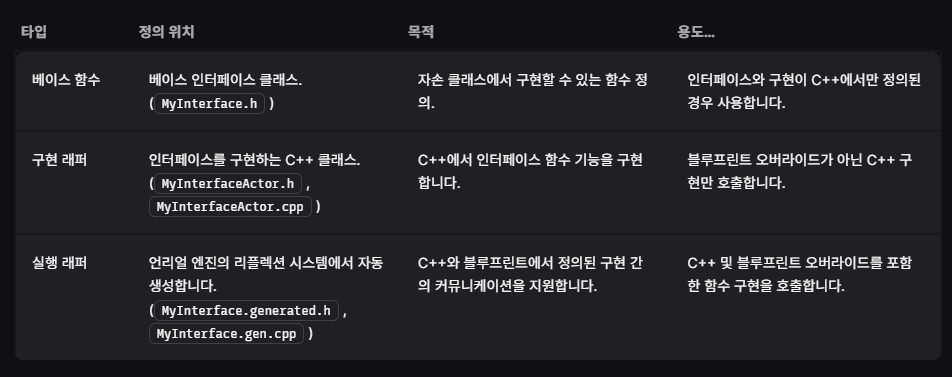 타입 정의 위치 목적 용도...
베이스 함수
베이스 인터페이스 클래스.
( MyInterface.h )
자손 클래스에서 구현할 수 있는 함수 정
의.
인터페이스와 구현이 C++에서만 정의된
경우 사용합니다.
구현 래퍼
인터페이스를 구현하는 C++ 클래스.
( MyInterfaceActor.h ,
MyInterfaceActor.cpp )
C++에서 인터페이스 함수 기능을 구현
합니다.
블루프린트 오버라이드가 아닌 C++ 구
현만 호출합니다.
실행 래퍼
언리얼 엔진의 리플렉션 시스템에서 자동
생성합니다.
( MyInterface.generated.h ,
MyInterface.gen.cpp )
C++와 블루프린트에서 정의된 구현 간
의 커뮤니케이션을 지원합니다.
C++ 및 블루프린트 오버라이드를 포함
한 함수 구현을 호출합니다.